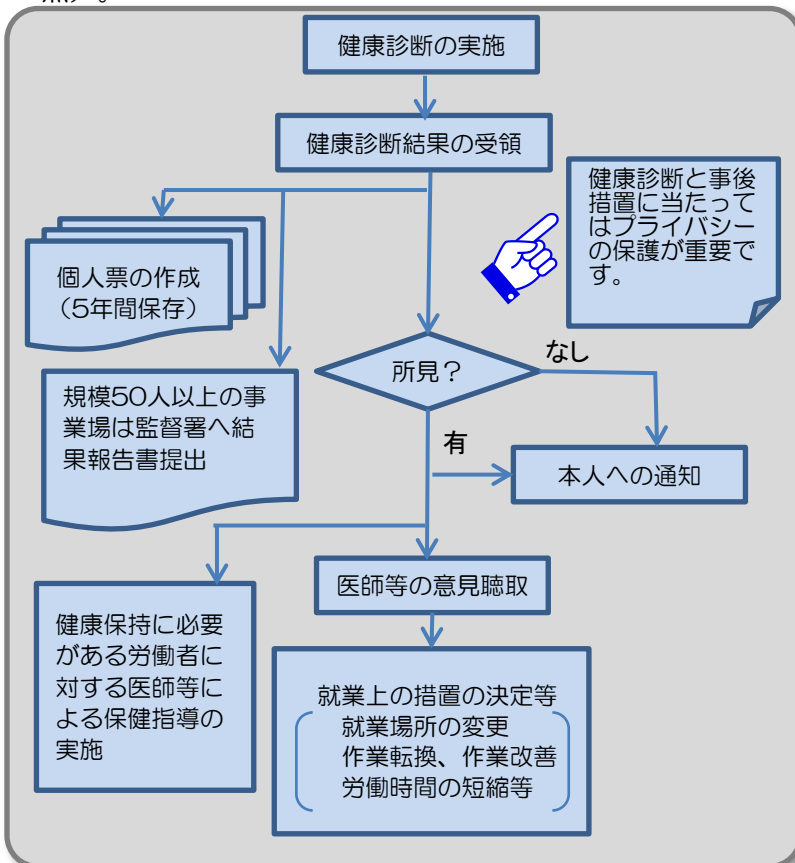 健康診断の実施
健康診断結果の受領
健康診断と事後
措置に当たって
はプライバシー
の保護が重要で
す。
個人票の作成
（5年間保存）
所見？
なし
規模50人以上の事
業場は監督署へ結
果報告書提出
有
本人への通知
医師等の意見聴取
健康保持に必要
がある労働者に
対する医師等に
よる保健指導の
実施
就業上の措置の決定等
就業場所の変更
作業転換、作業改善
労働時間の短縮等